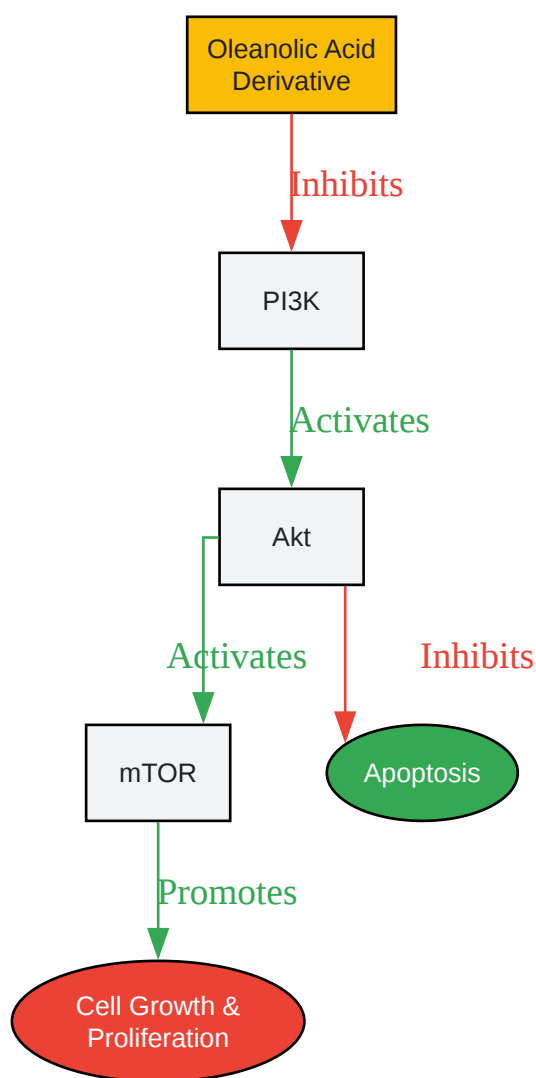 Oleanolic Acid
Derivative
Inhibits
PI3K
Activates
Akt
Activates
Inhibits
mTOR
Apoptosis
Promotes
Cell Growth &
Proliferation